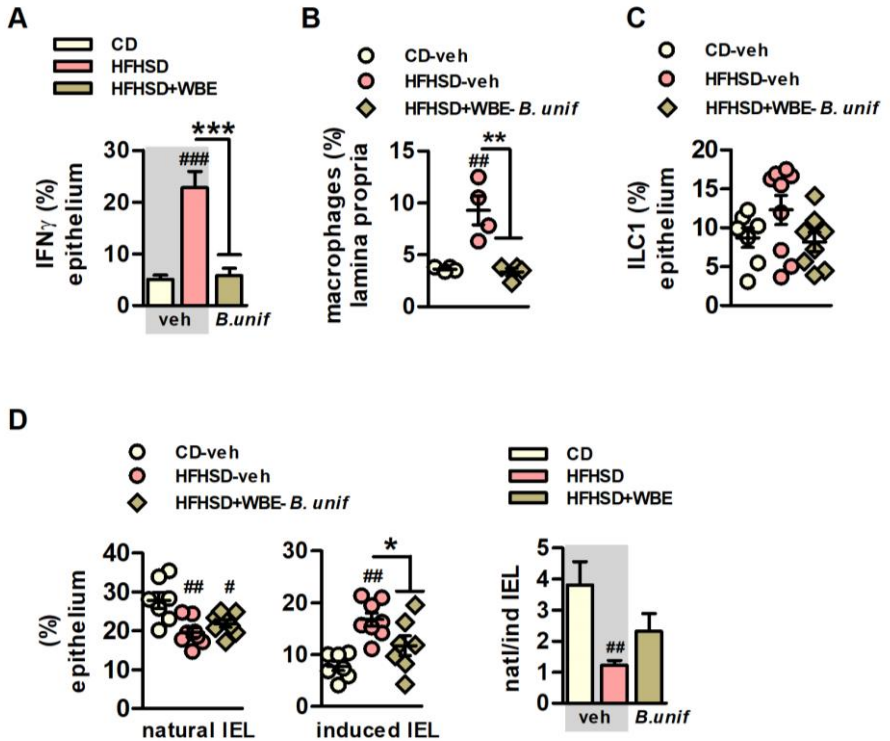 A
CD
HFHSD
HFHSD+WBE
IFNγ (%)
epithelium
30
20
10
0
###
***
veh
B.unif
B
CD-veh
HFHSD-veh
HFHSD+WBE- B. unif
macrophages (%)
lamina propria
15
10
5
0
##
**
C
CD-veh
HFHSD-veh
HFHSD+WBE- B. unif
ILC1 (%)
epithelium
20
15
10
5
0
D
CD-veh
HFHSD-veh
HFHSD+WBE- B. unif
(%)
epithelium
40
30
20
10
0
##
#
natural IEL
30
20
10
0
##
*
induced IEL
CD
HFHSD
HFHSD+WBE
natl/ind IEL
5
4
3
2
1
0
##
veh
B.unif